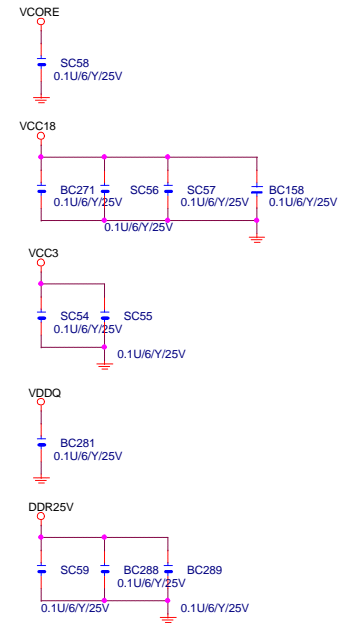 VCORE
SC58
0.1U/6/Y/25V
VCC18
BC271 SC56 SC57 BC158
0.1U/6/Y/25V 0.1U/6/Y/25V 0.1U/6/Y/25V
0.1U/6/Y/25V
VCC3
SC54 SC55
0.1U/6/Y/25V
0.1U/6/Y/25V
VDDQ
BC281
0.1U/6/Y/25V
DDR25V
SC59 BC288 BC289
0.1U/6/Y/25V
0.1U/6/Y/25V 0.1U/6/Y/25V